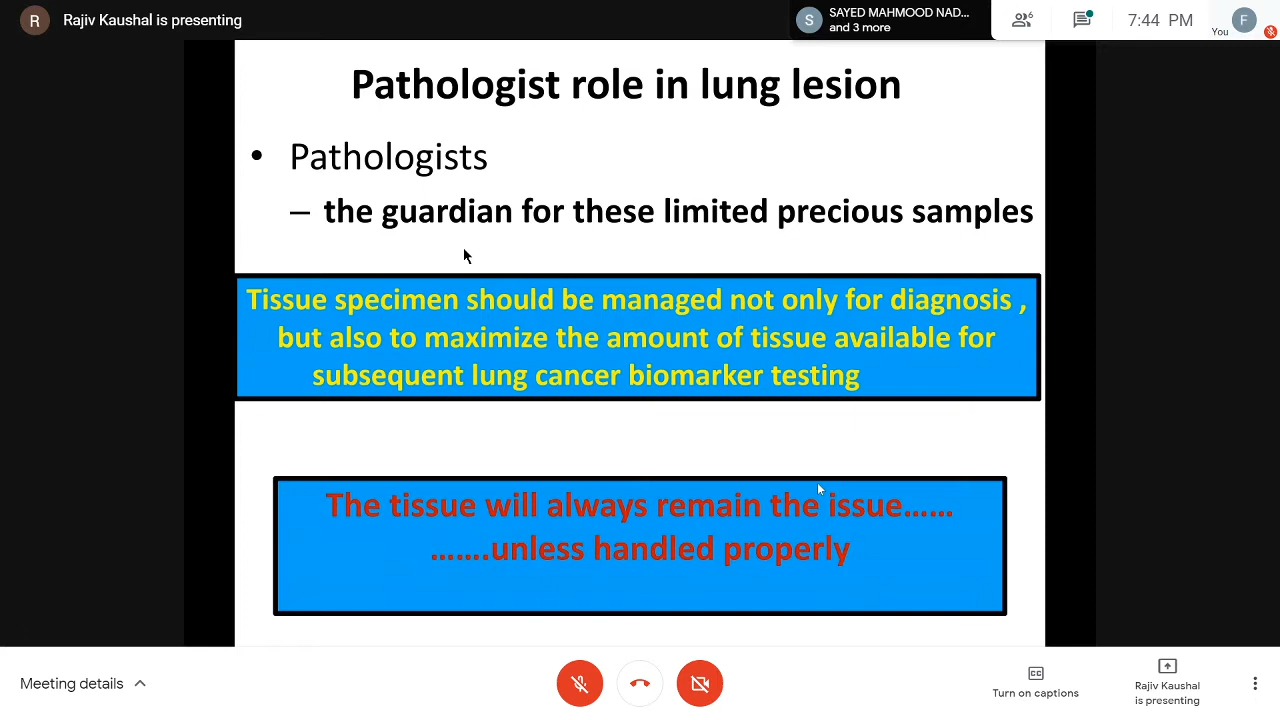 R Rajiv Kaushal is presenting
S SAYED MAHMOOD NAD...
and 3 more
6
7:44 PM
You
F
Pathologist role in lung lesion
• Pathologists
– the guardian for these limited precious samples
Tissue specimen should be managed not only for diagnosis ,
but also to maximize the amount of tissue available for
subsequent lung cancer biomarker testing
The tissue will always remain the issue……
…….unless handled properly
Meeting details
CC
Turn on captions
Rajiv Kaushal
is presenting